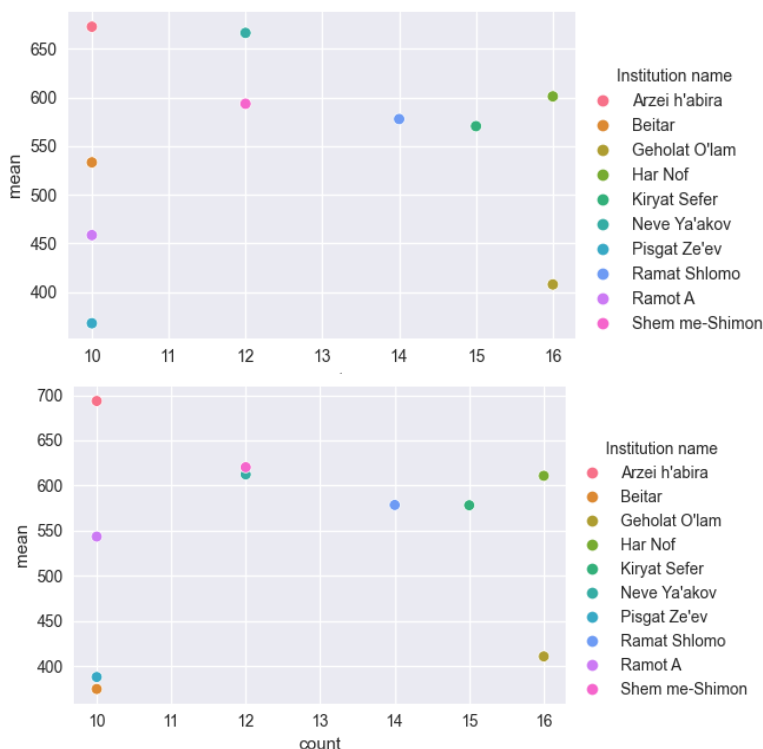 650
600
550
500
450
400
mean
10 11 12 13 14 15 16
Institution name
Arzei h'abira
Beitar
Geholat O'lam
Har Nof
Kiryat Sefer
Neve Ya'akov
Pisgat Ze'ev
Ramat Shlomo
Ramot A
Shem me-Shimon
700
650
600
550
500
450
400
mean
10 11 12 13 14 15 16
count
Institution name
Arzei h'abira
Beitar
Geholat O'lam
Har Nof
Kiryat Sefer
Neve Ya'akov
Pisgat Ze'ev
Ramat Shlomo
Ramot A
Shem me-Shimon